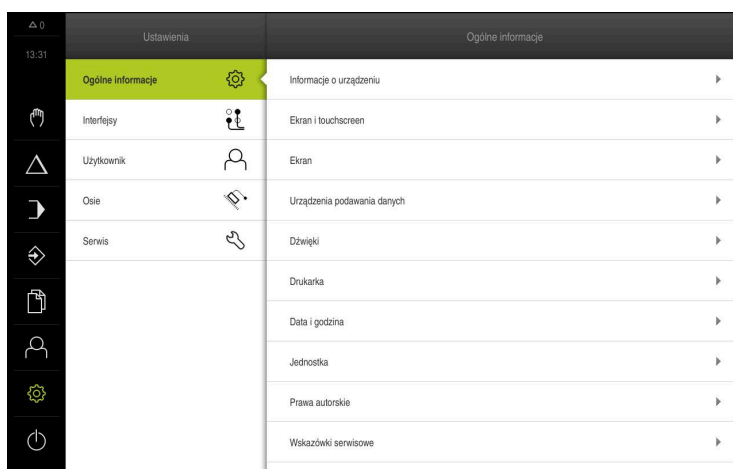 0
13:31
Ustawienia
Ogólne informacje
Ogólne informacje
Interfejsy
Użytkownik
Osie
Serwis
Informacje o urządzeniu
Ekran i touchscreen
Ekran
Urządzenia podawania danych
Dźwięki
Drukarka
Data i godzina
Jednostka
Prawa autorskie
Wskazówki serwisowe